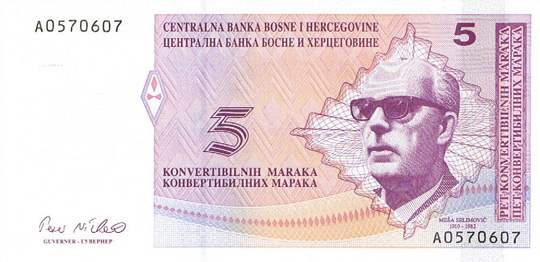 A0570607
CENTRALNA BANKA BOSNE I HERCEGOVINE
ЦЕНТРАЛНА БАНКА БОСНЕ И ХЕРЦЕГОВИНЕ
5
5
KONVERTIBILNIH MARAKA
КОНВЕРТИБИЛНИХ МАРАКА
PET KONVERTIBILNIH MARAKA
ПЕТ КОНВЕРТИБИЛНИХ МАРАКА
MEŠA SELIMOVIĆ
1910 - 1982
GUVERNER - ГУВЕРНЕР
A0570607